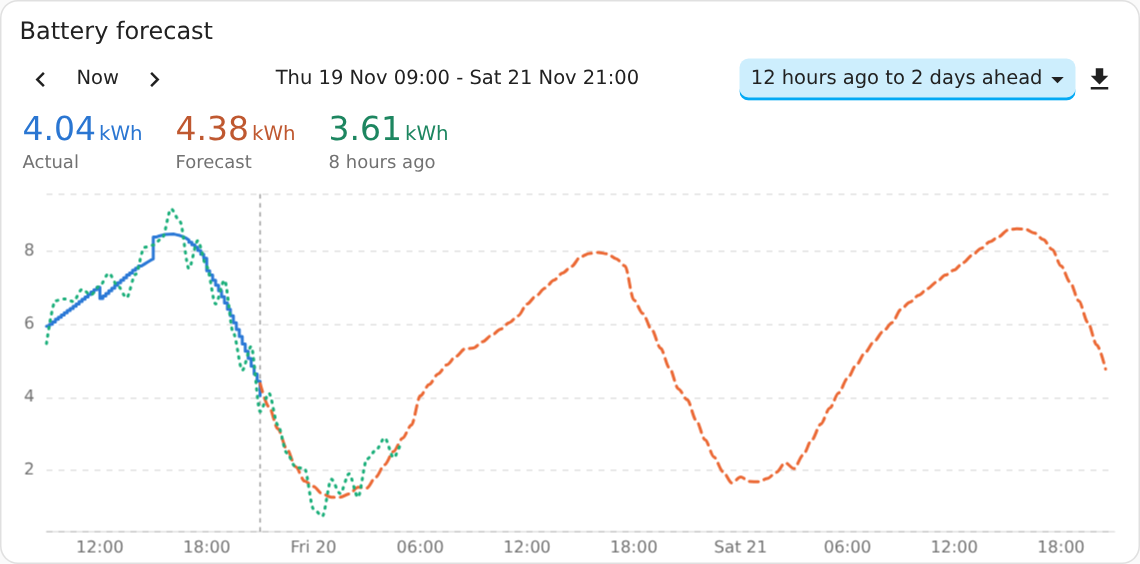 Battery forecast
Now
Thu 19 Nov 09:00 - Sat 21 Nov 21:00
12 hours ago to 2 days ahead
4.04 kWh
Actual
4.38 kWh
Forecast
3.61 kWh
8 hours ago
8
6
4
2
12:00
18:00
Fri 20
06:00
12:00
18:00
Sat 21
06:00
12:00
18:00